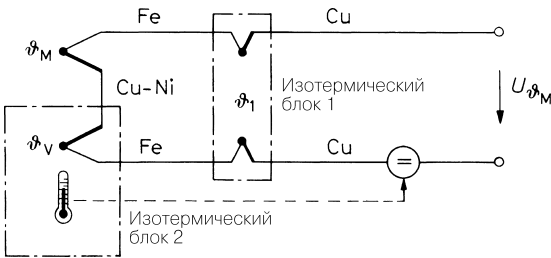 Fe
Cu
ϑM
Cu-Ni
ϑ1
Изотермический
блок 1
UϑM
ϑV
Fe
Cu
=
Изотермический
блок 2